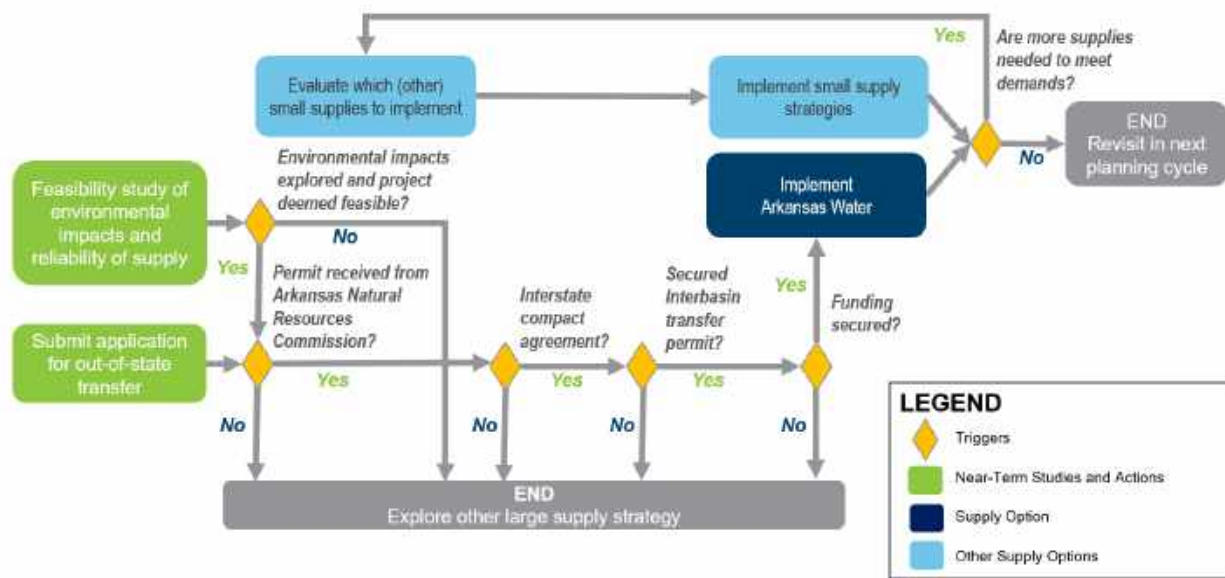 Yes
Are more supplies
needed to meet
demands?
Evaluate which (other)
small supplies to implement
Implement small supply
strategies
END
Revisit in next
planning cycle
No
Environmental impacts
explored and project
deemed feasible?
Feasibility study of
environmental
impacts and
reliability of supply
No
Yes
Implement
Arkansas Water
Permit received from
Arkansas Natural
Resources
Commission?
Interstate
compact
agreement?
Secured
Interbasin
transfer
permit?
Yes
Funding
secured?
Submit application
for out-of-state
transfer
Yes
Yes
Yes
No
No
No
No
END
Explore other large supply strategy
LEGEND
Triggers
Near-Term Studies and Actions
Supply Option
Other Supply Options